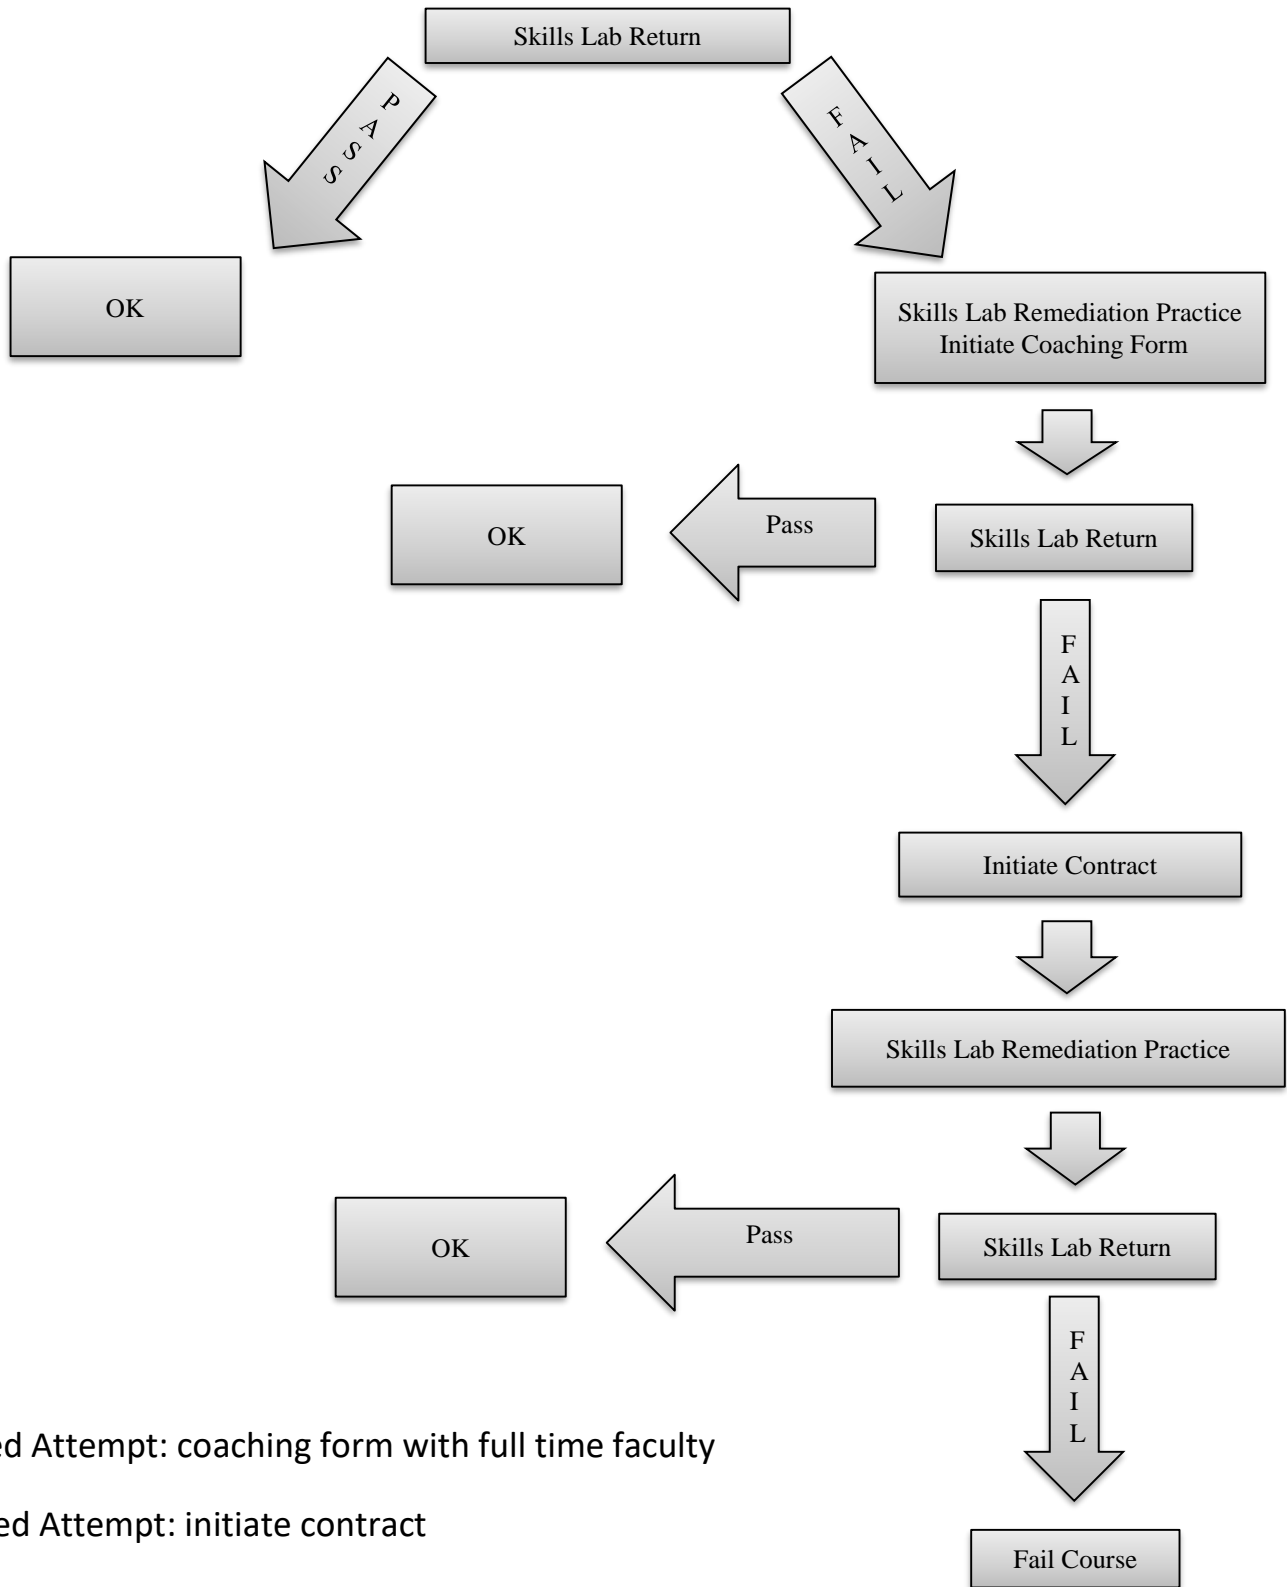 Skills Lab Return
PASS
FAIL
OK
Skills Lab Remediation Practice
Initiate Coaching Form
OK
Pass
Skills Lab Return
FAIL
Initiate Contract
Skills Lab Remediation Practice
OK
Pass
Skills Lab Return
FAIL
Attempt: coaching form with full time faculty
Attempt: initiate contract
Fail Course